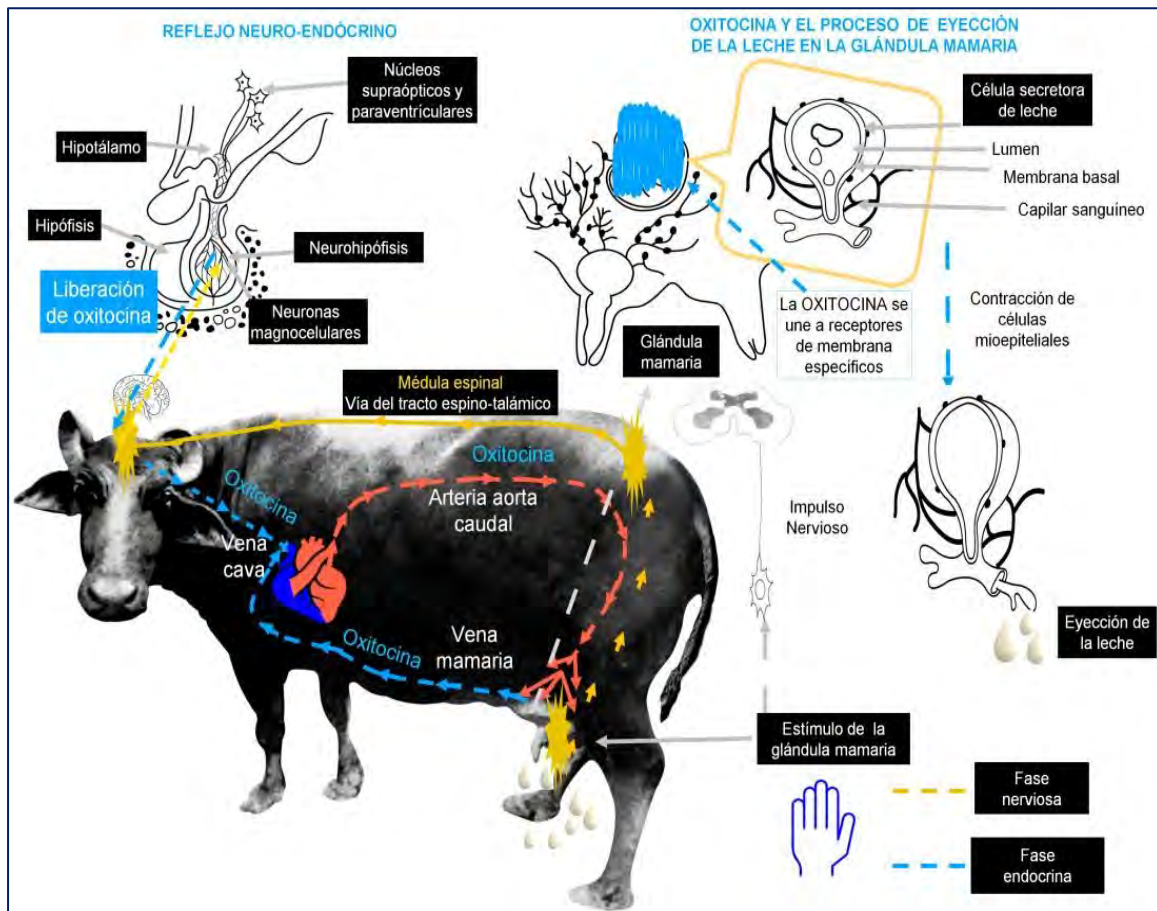 REFLEJO NEURO-ENDÓCRINO
Núcleos
supraópticos y
paraventrículares
Hipotálamo
Hipófisis
Neurohipófisis
Liberación
de oxitocina
Neuronas
magnocelulares
OXITOCINA Y EL PROCESO DE EYECCIÓN
DE LA LECHE EN LA GLÁNDULA MAMARIA
Célula secretora
de leche
Lumen
Membrana basal
Capilar sanguíneo
La OXITOCINA se
une a receptores
de membrana
específicos
Contracción de
células
mioepiteliales
Glándula
mamaria
Médula espinal
Vía del tracto espino-talámico
Oxitocina
Arteria aorta
caudal
Oxitocina
Vena
cava
Oxitocina
Vena
mamaria
Impulso
Nervioso
Eyección de
la leche
Estímulo de la
glándula mamaria
Fase
nerviosa
Fase
endocrina